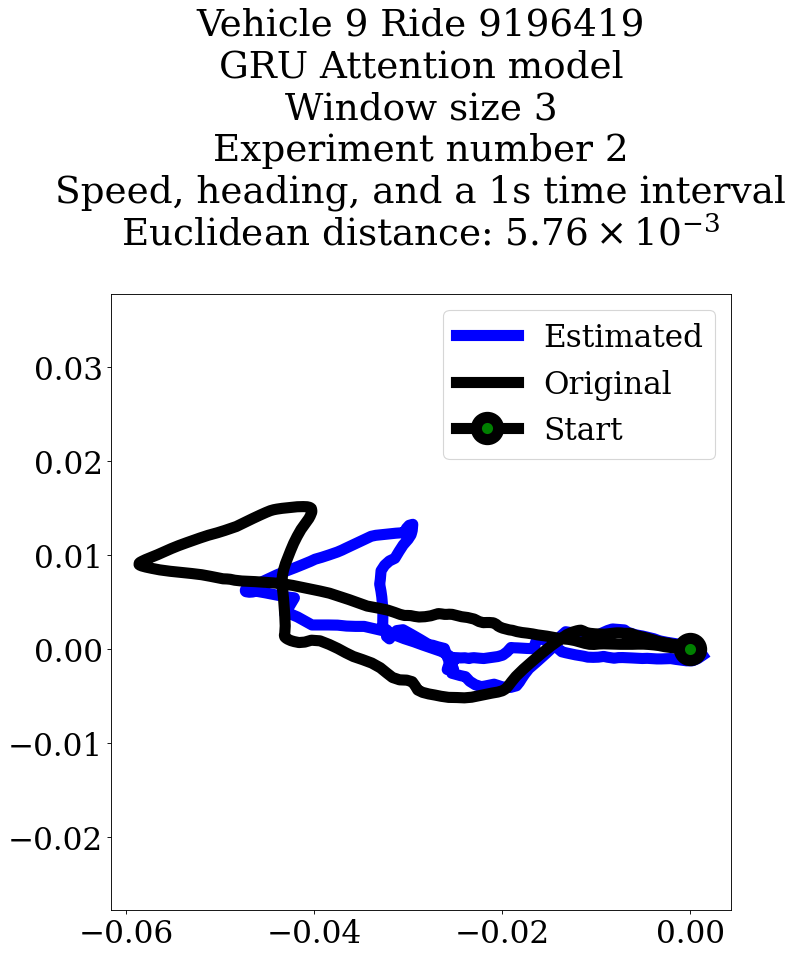 Vehicle 9 Ride 9196419
GRU Attention model
Window size 3
Experiment number 2
Speed, heading, and a 1s time interval
Euclidean distance: 5.76 × 10⁻³
Estimated
Original
Start
0.03
0.02
0.01
0.00
−0.01
−0.02
−0.06
−0.04
−0.02
0.00